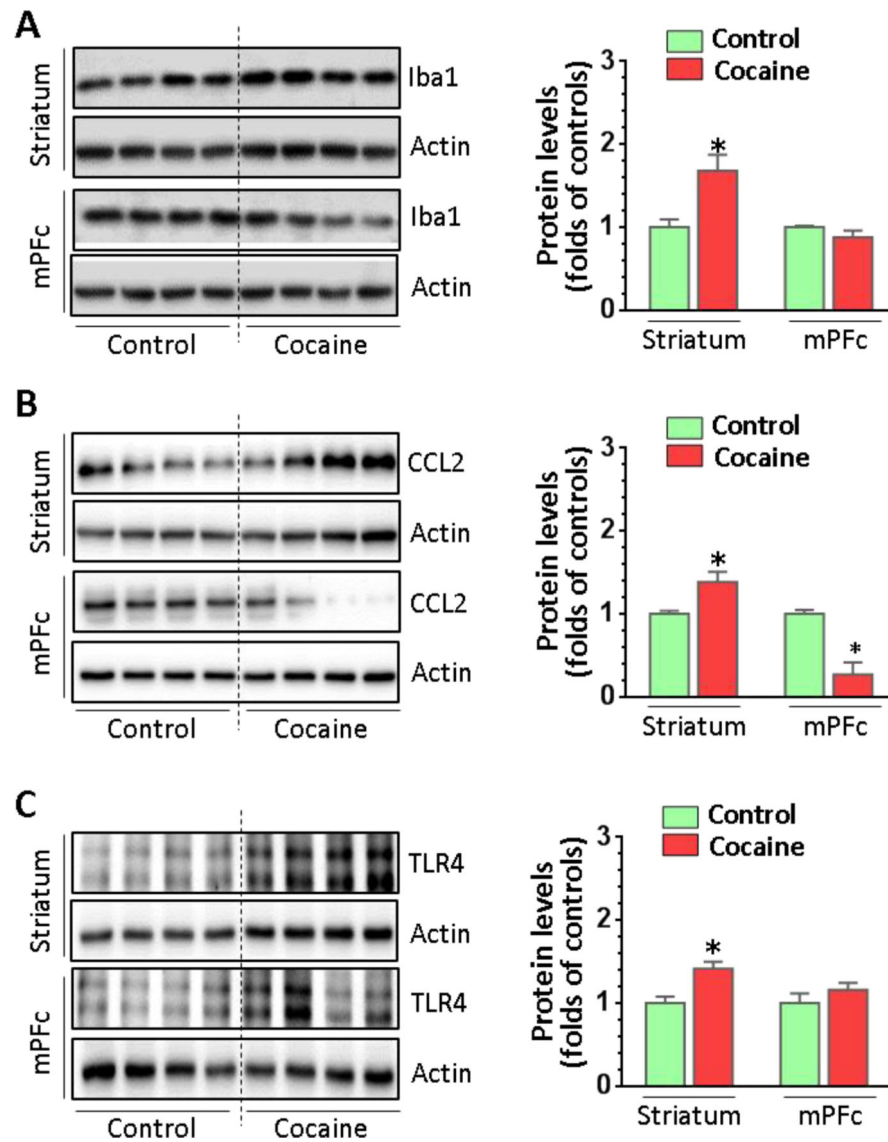 A
Striatum
Iba1
Actin
mPFc
Iba1
Actin
Control
Cocaine
Control
Cocaine
Protein levels
(folds of controls)
3
2
1
0
*
Striatum
mPFc
B
Striatum
CCL2
Actin
mPFc
CCL2
Actin
Control
Cocaine
Control
Cocaine
Protein levels
(folds of controls)
3
2
1
0
*
*
Striatum
mPFc
C
Striatum
TLR4
Actin
mPFc
TLR4
Actin
Control
Cocaine
Control
Cocaine
Protein levels
(folds of controls)
3
2
1
0
*
Striatum
mPFc